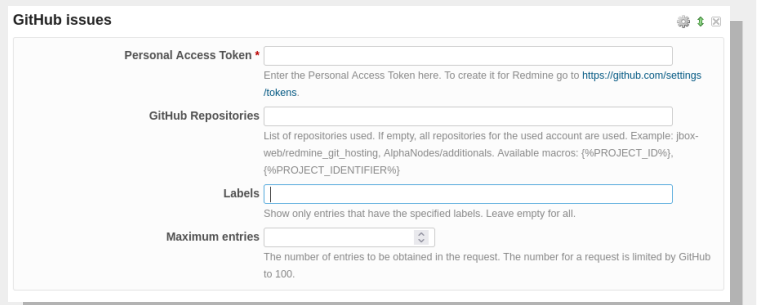 GitHub issues
Personal Access Token *
Enter the Personal Access Token here. To create it for Redmine go to https://github.com/settings
/tokens.
GitHub Repositories
List of repositories used. If empty, all repositories for the used account are used. Example: jbox-
web/redmine_git_hosting, AlphaNodes/additionals. Available macros: {%PROJECT_ID%},
{%PROJECT_IDENTIFIER%}
Labels
Show only entries that have the specified labels. Leave empty for all.
Maximum entries
The number of entries to be obtained in the request. The number for a request is limited by GitHub
to 100.